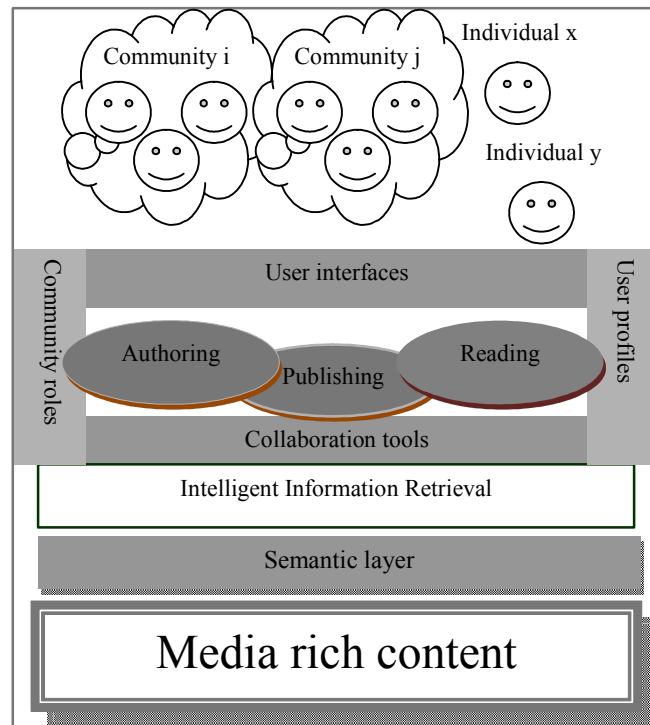 Community i
Community j
Individual x
Individual y
Community roles
User interfaces
User profiles
Authoring
Publishing
Reading
Collaboration tools
Intelligent Information Retrieval
Semantic layer
Media rich content